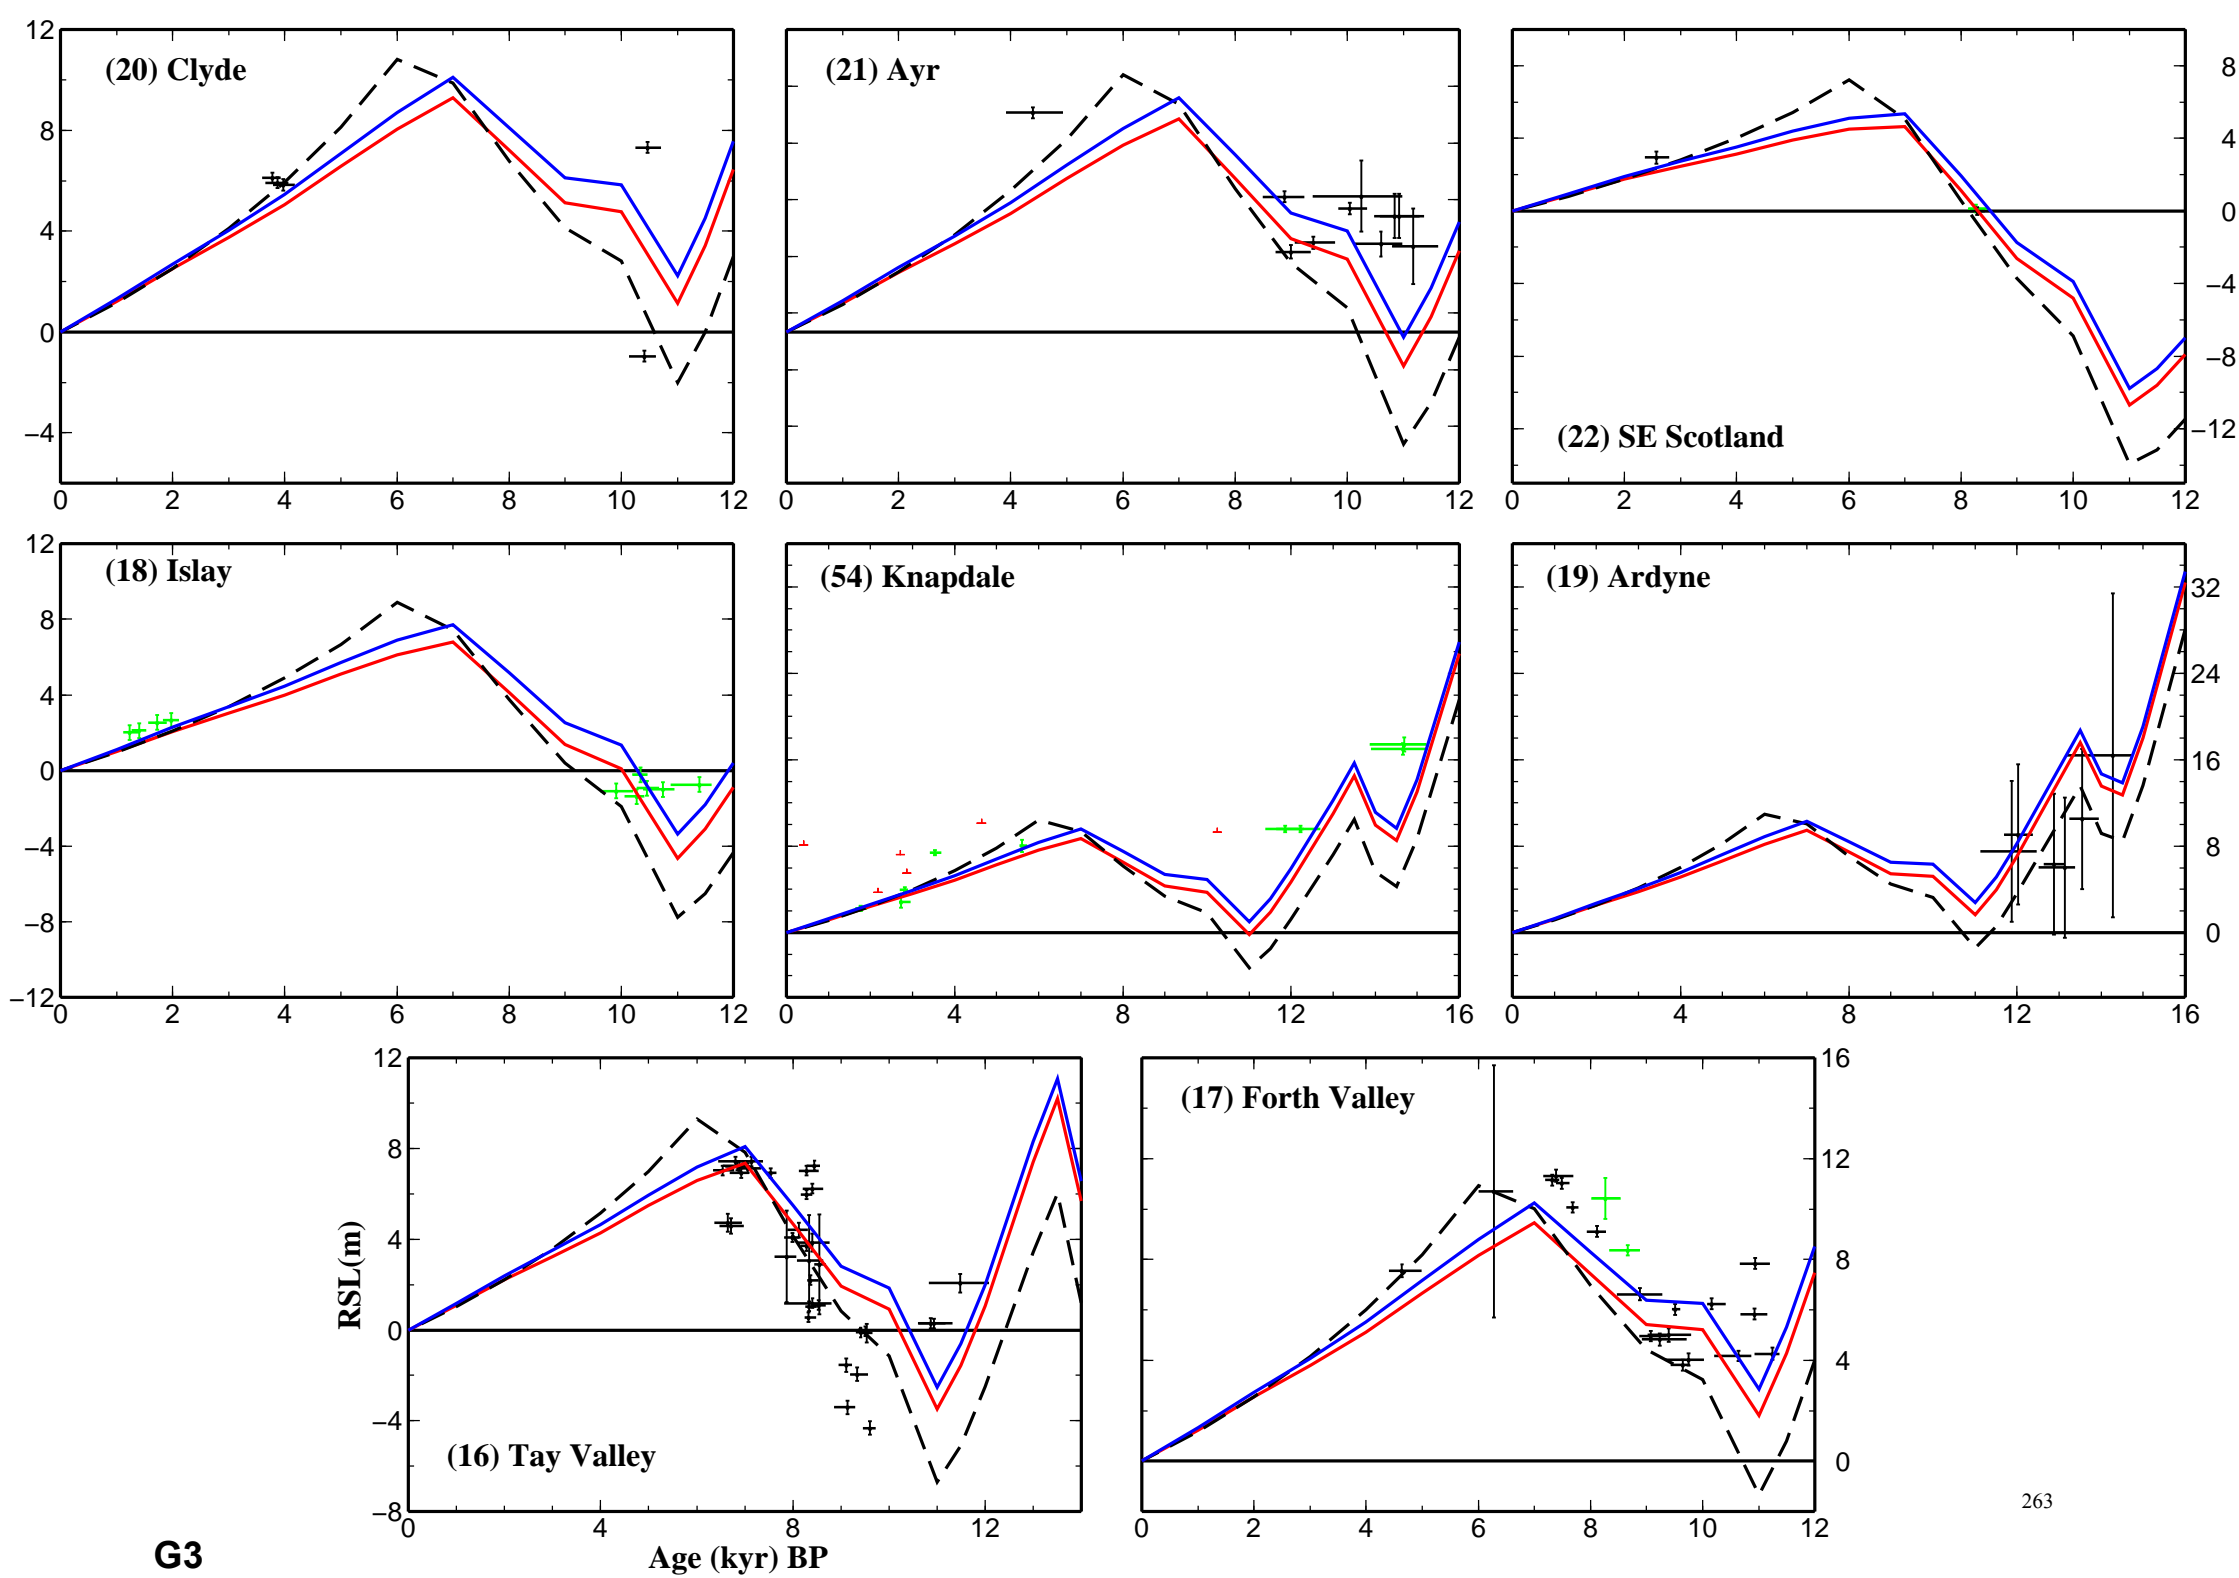 12
8
4
0
−4
(20) Clyde
0 2 4 6 8 10 12
(21) Ayr
0 2 4 6 8 10 12
(22) SE Scotland
8
4
0
−4
−8
−12
0 2 4 6 8 10 12
12
8
4
0
−4
−8
−12
(18) Islay
0 2 4 6 8 10 12
(54) Knapdale
0 4 8 12 16
(19) Ardyne
32
24
16
8
0
0 4 8 12 16
12
8
4
0
−4
−8
RSL(m)
(16) Tay Valley
0 4 8 12
Age (kyr) BP
(17) Forth Valley
16
12
8
4
0
0 2 4 6 8 10 12
263
G3